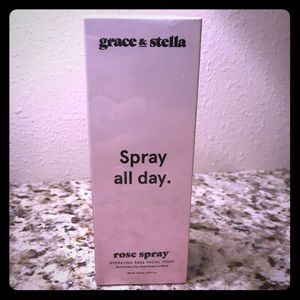 grace & stella
Spray
all day.
rose spray
HYDRATING ROSE FACIAL SPRAY